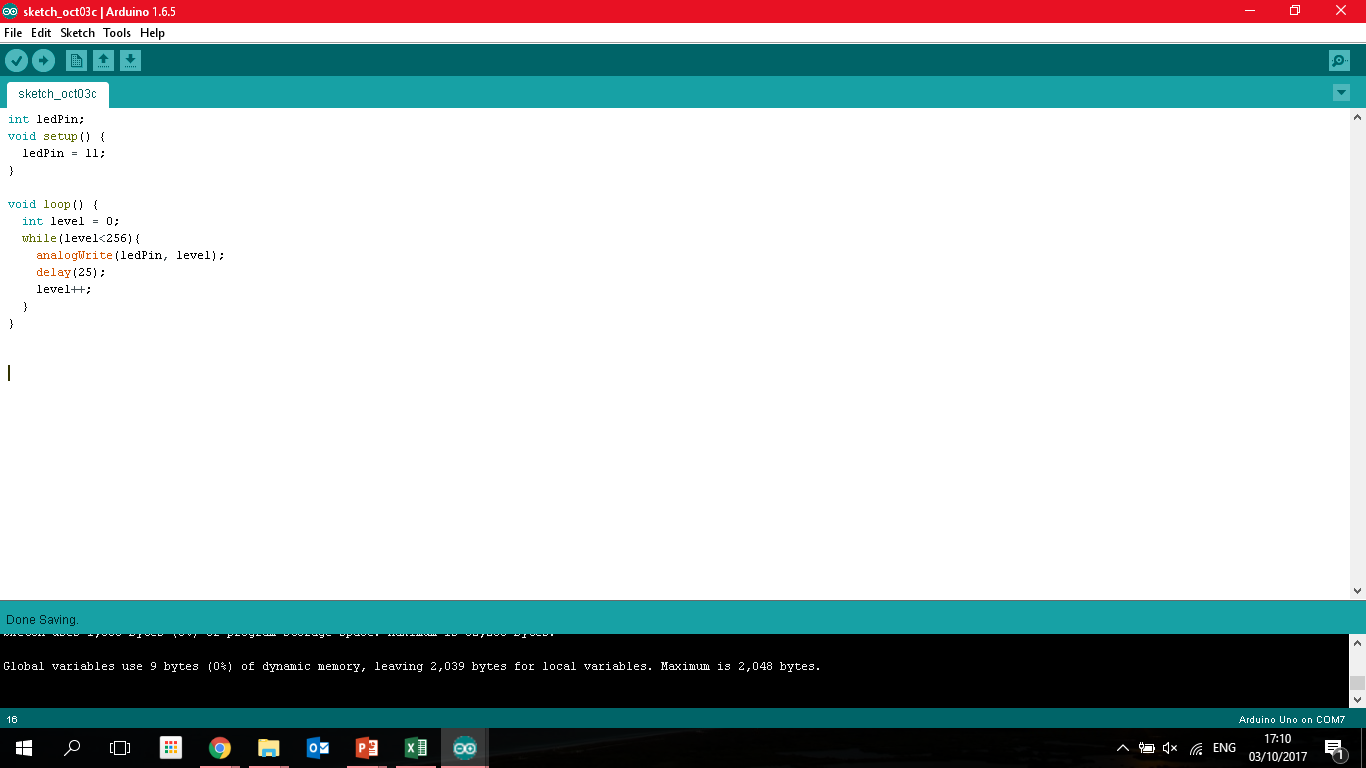 sketch_oct03c | Arduino 1.6.5
File Edit Sketch Tools Help
sketch_oct03c
int ledPin;
void setup() {
  ledPin = 11;
}
void loop() {
  int level = 0;
  while(level<256){
    analogWrite(ledPin, level);
    delay(25);
    level++;
  }
}
Done Saving.
Global variables use 9 bytes (0%) of dynamic memory, leaving 2,039 bytes for local variables. Maximum is 2,048 bytes.
16
Arduino Uno on COM7
ENG
17:10
03/10/2017
1